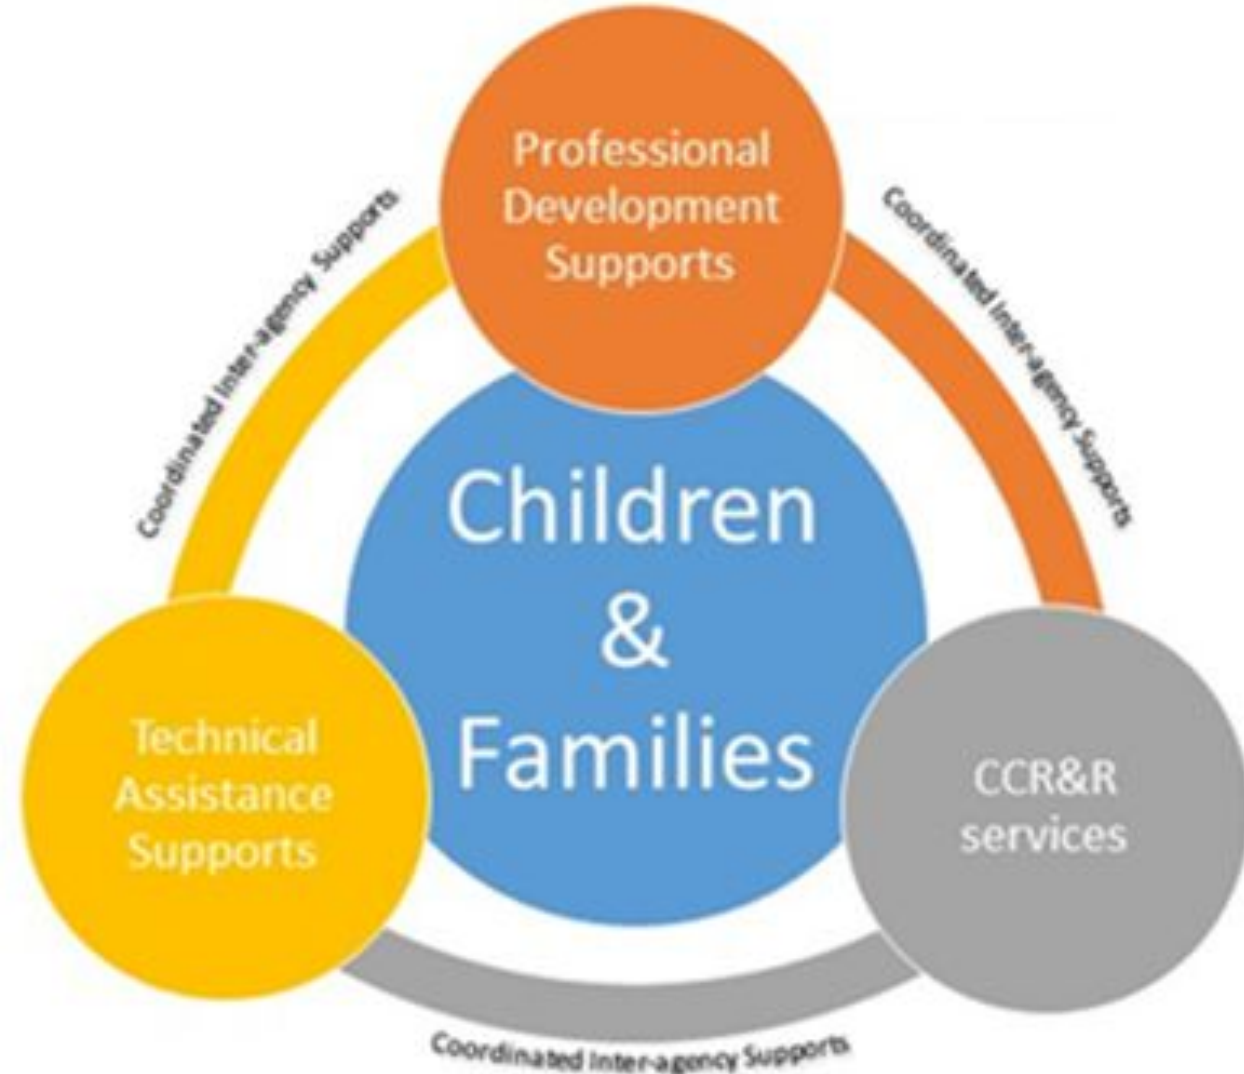 Professional
Development
Supports
Coordinated Inter-agency Supports
Coordinated Inter-agency Supports
Children
&
Families
Technical
Assistance
Supports
CCR&R
services
Coordinated Inter-agency Supports